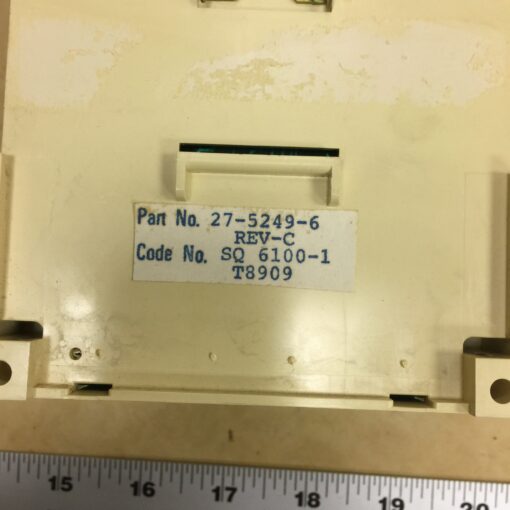 Part No. 27-5249-6
REV-C
Code No. SQ 6100-1
T8909
15 16 17 18 19 20